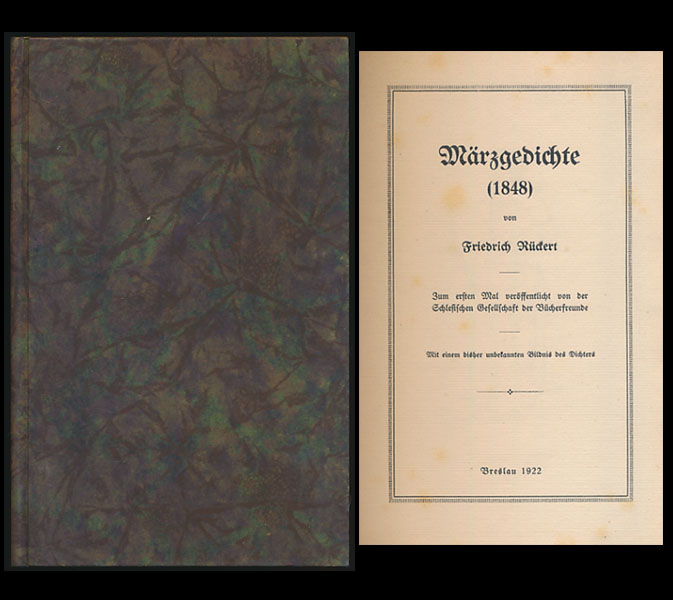 Märzgedichte
(1848)
von
Friedrich Rückert
Zum ersten Mal veröffentlicht von der
Schlesischen Gesellschaft der Bücherfreunde
Mit einem bisher unbekannten Bildnis des Dichters
Breslau 1922